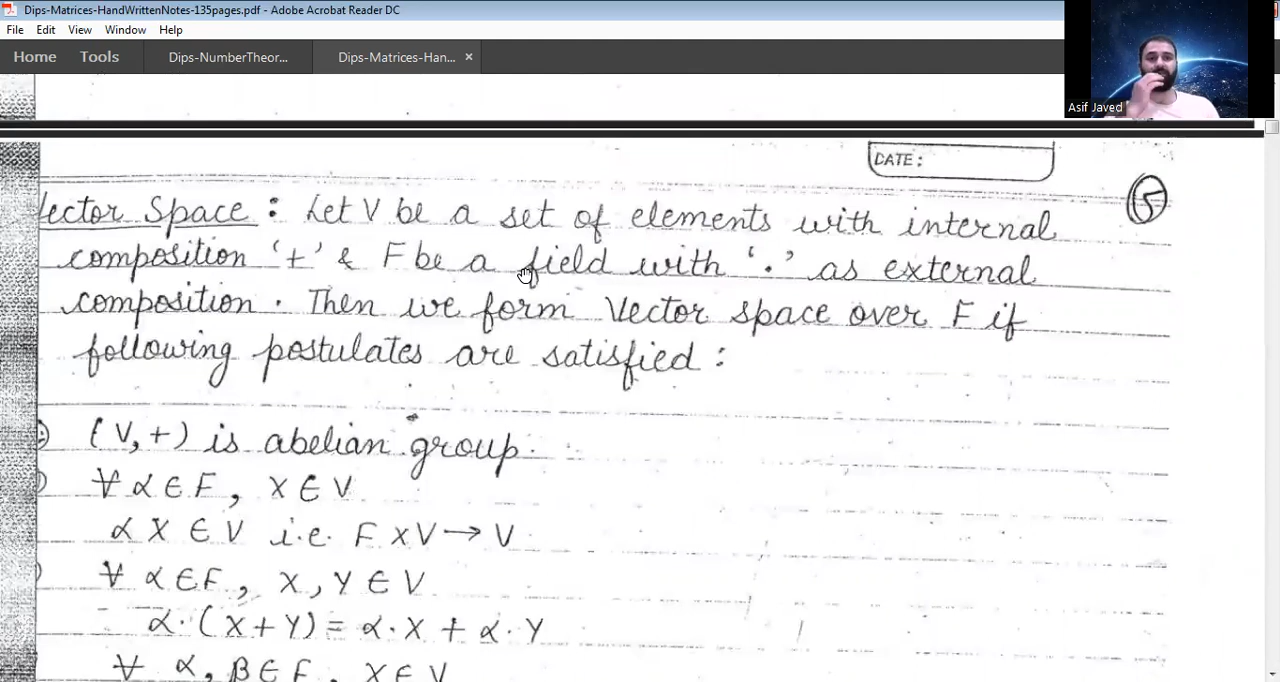 Dips-Matrices-HandWrittenNotes-135pages.pdf - Adobe Acrobat Reader DC
File Edit View Window Help
Home Tools Dips-NumberTheor... Dips-Matrices-Han... ×
Asif Javed
DATE:
5
Vector Space : Let V be a set of elements with internal
composition '+' & F be a field with '.' as external
composition. Then we form Vector space over F if
following postulates are satisfied :
(V,+) is abelian group.
∀ α∈F, X∈V
αX ∈ V i.e. F×V→V
∀ α∈F, X,Y∈V
α·(X+Y)= α·X + α·Y
∀ α, β∈F, X∈V